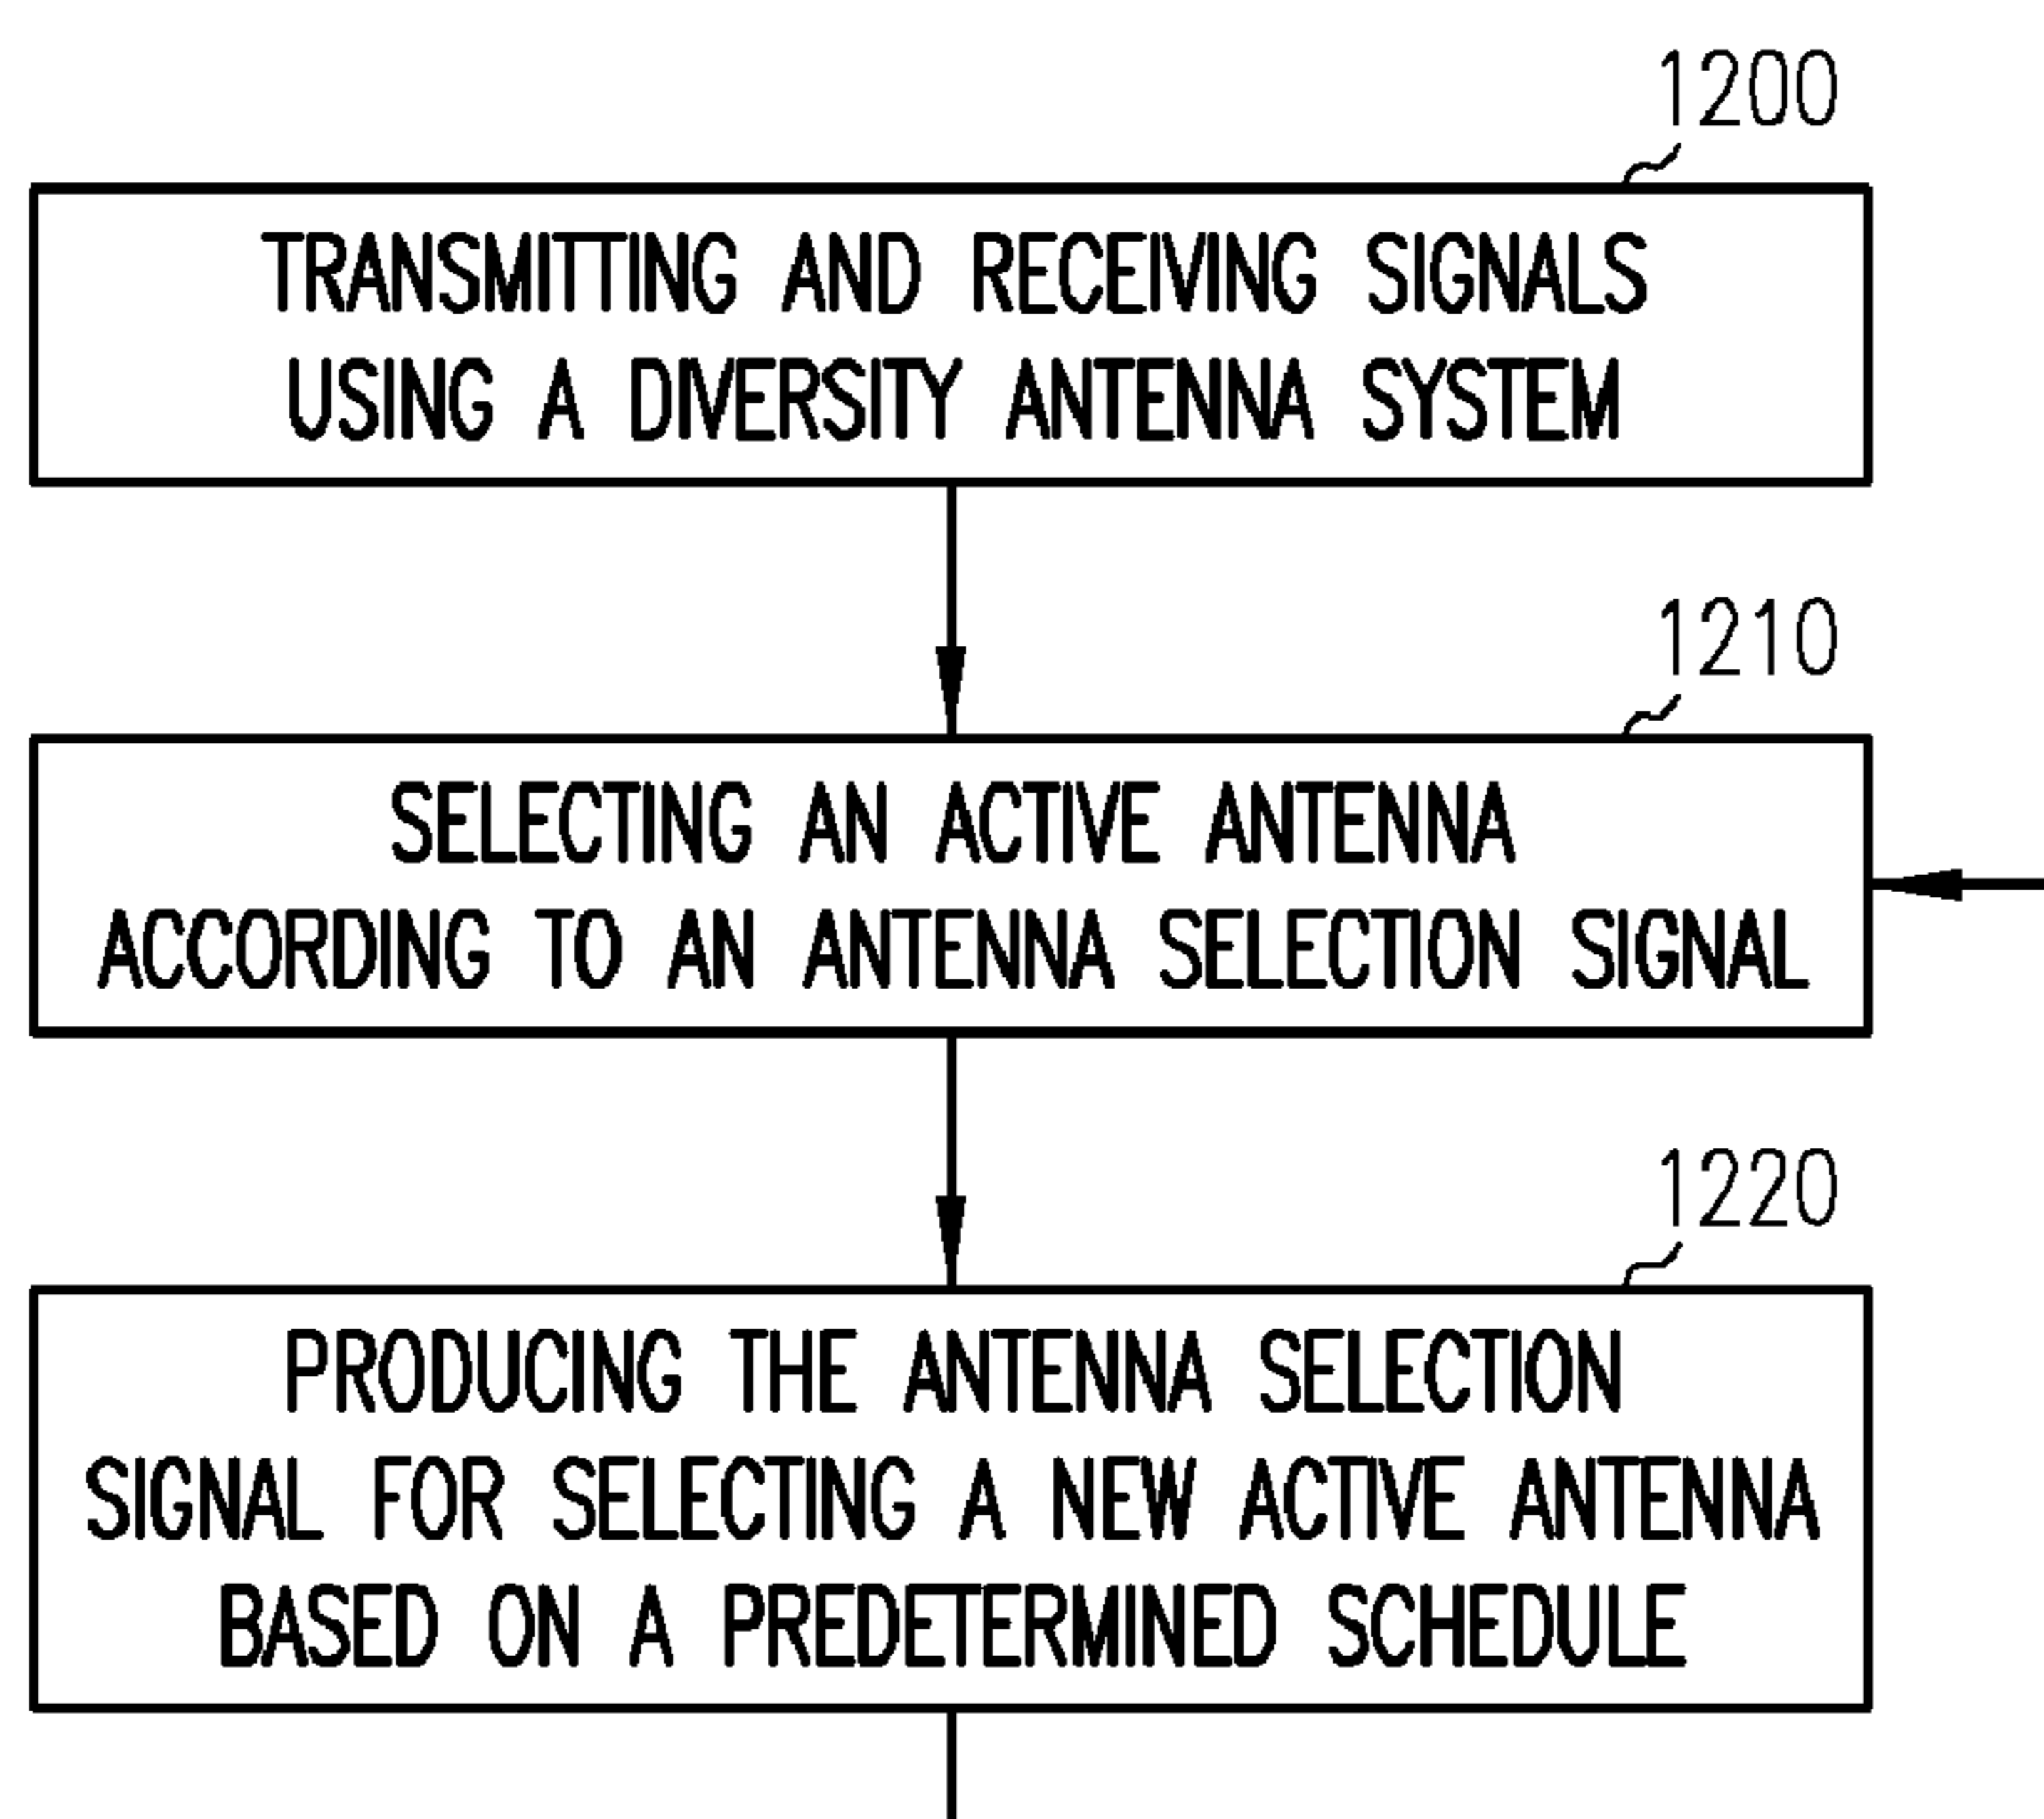 1200
TRANSMITTING AND RECEIVING SIGNALS
USING A DIVERSITY ANTENNA SYSTEM
1210
SELECTING AN ACTIVE ANTENNA
ACCORDING TO AN ANTENNA SELECTION SIGNAL
1220
PRODUCING THE ANTENNA SELECTION
SIGNAL FOR SELECTING A NEW ACTIVE ANTENNA
BASED ON A PREDETERMINED SCHEDULE